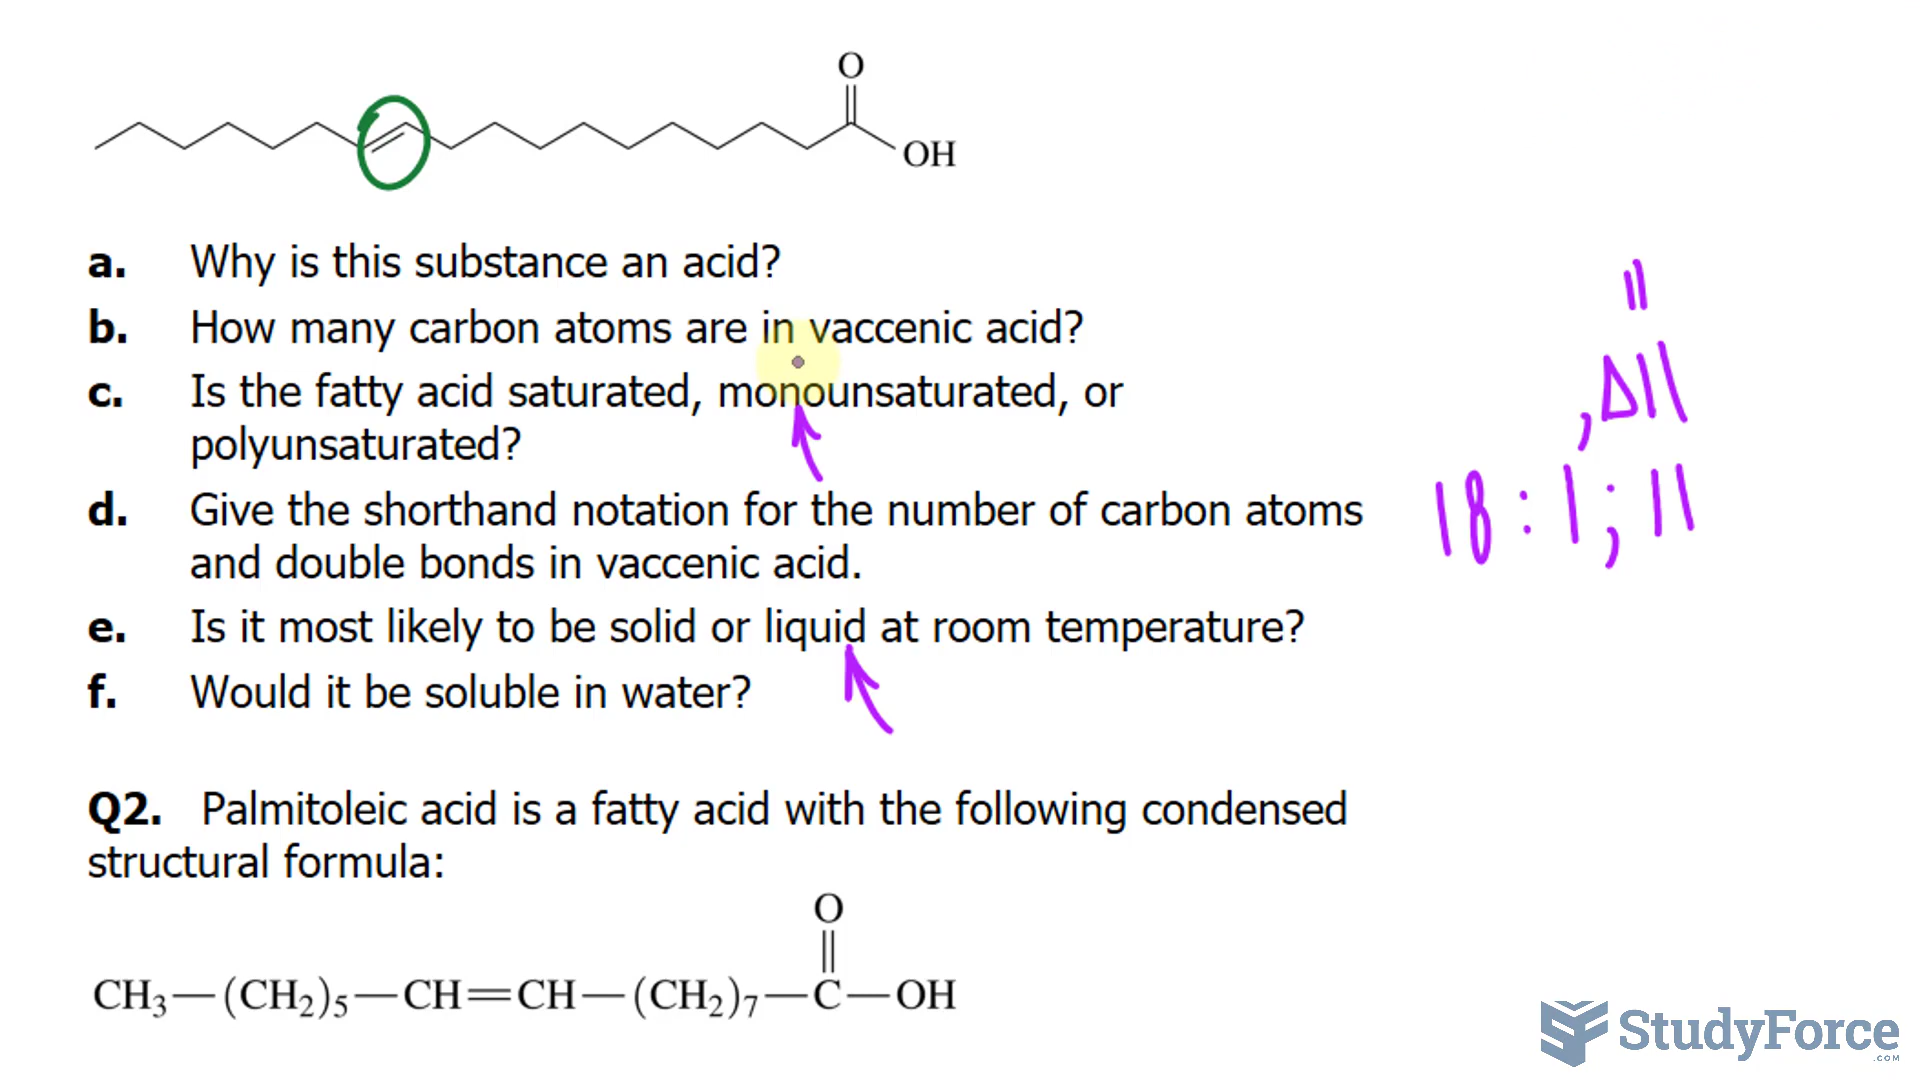 O
OH
a. Why is this substance an acid?
b. How many carbon atoms are in vaccenic acid?
c. Is the fatty acid saturated, monounsaturated, or
polyunsaturated?
,Δ11
d. Give the shorthand notation for the number of carbon atoms
and double bonds in vaccenic acid.
18:1;11
e. Is it most likely to be solid or liquid at room temperature?
f. Would it be soluble in water?
Q2. Palmitoleic acid is a fatty acid with the following condensed
structural formula:
O
CH₃—(CH₂)₅—CH=CH—(CH₂)₇—C—OH
StudyForce
.COM